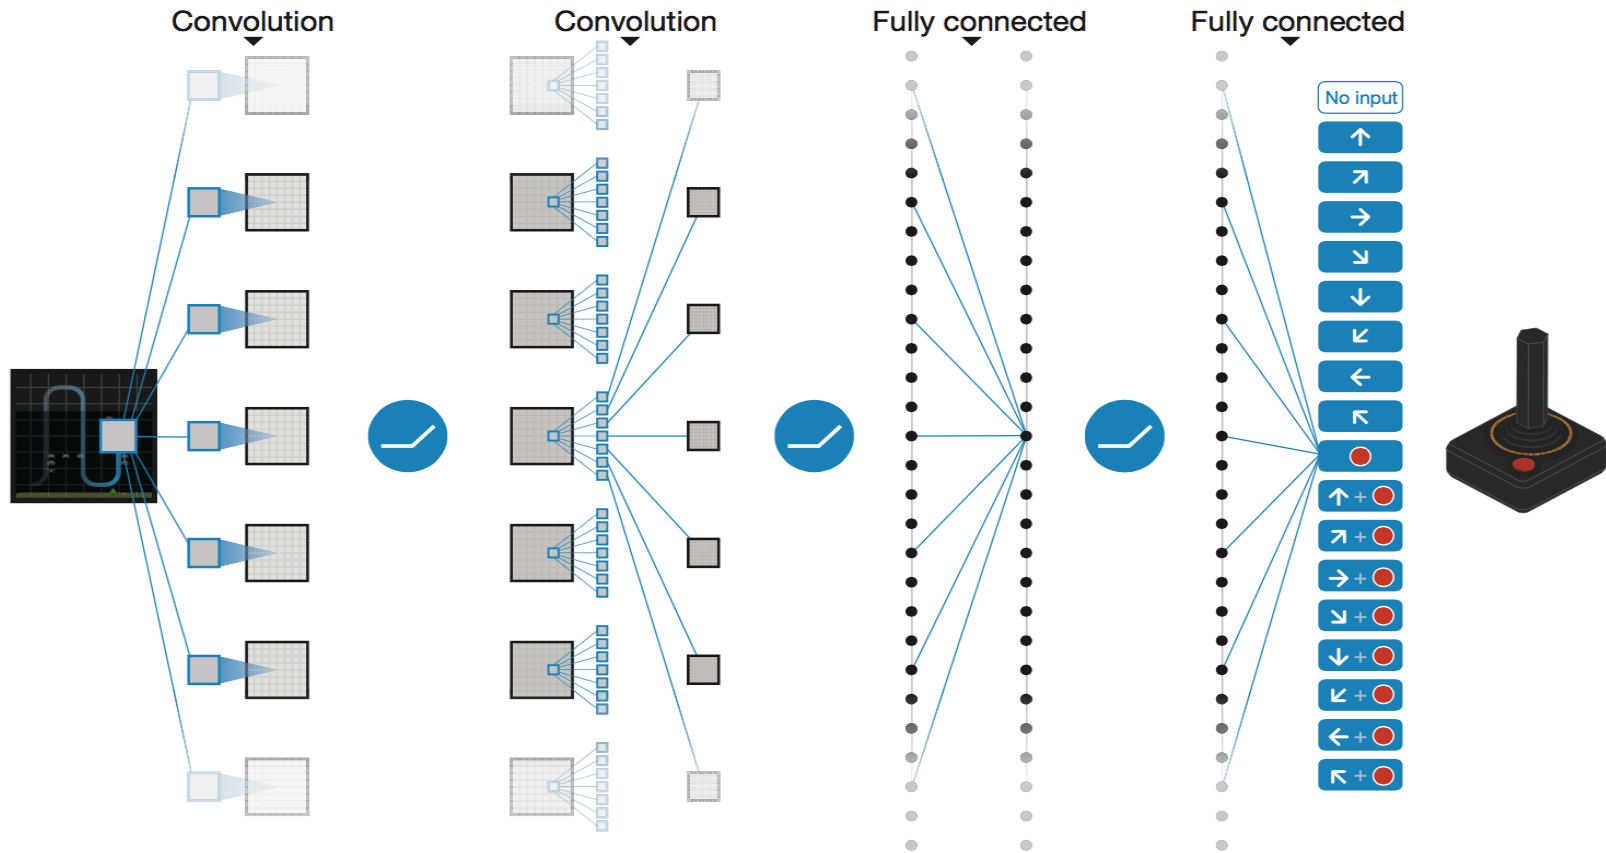 Convolution
Convolution
Fully connected
Fully connected
No input
+
+
+
+
+
+
+
+